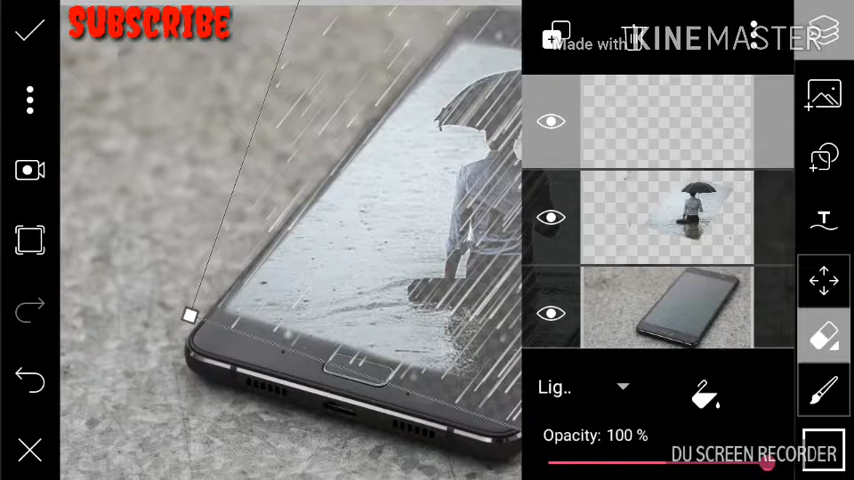 SUBSCRIBE
Made with KINEMASTER
T
Lig..
Opacity: 100 %
DU SCREEN RECORDER